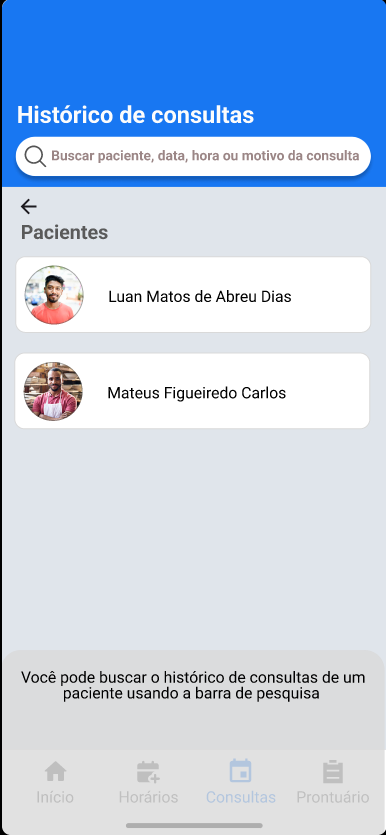 Histórico de consultas
Buscar paciente, data, hora ou motivo da consulta
Pacientes
Luan Matos de Abreu Dias
Mateus Figueiredo Carlos
Você pode buscar o histórico de consultas de um
paciente usando a barra de pesquisa
Início
Horários
Consultas
Prontuário